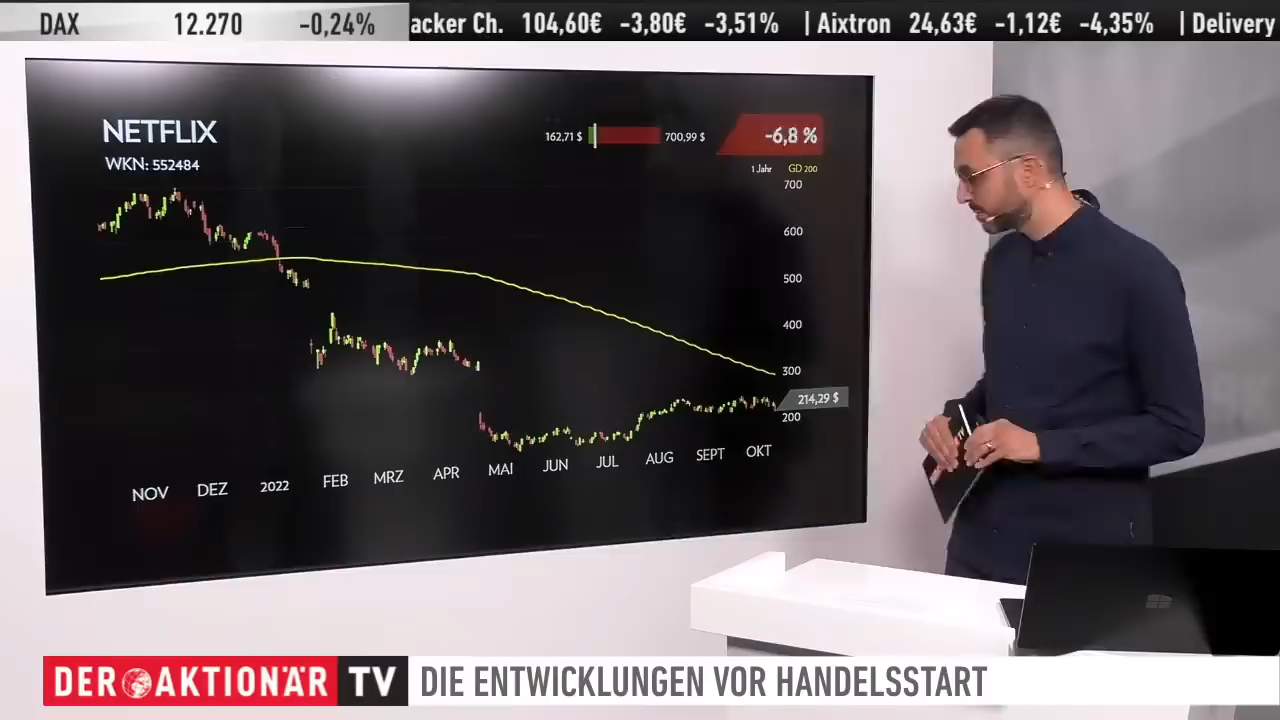 DAX 12.270 -0,24% acker Ch. 104,60€ -3,80€ -3,51% | Aixtron 24,63€ -1,12€ -4,35% | Delivery
NETFLIX
WKN: 552484
162,71 $ 700,99 $ -6,8 %
1 Jahr GD 200
700
600
500
400
300
214,29 $
200
NOV DEZ 2022 FEB MRZ APR MAI JUN JUL AUG SEPT OKT
DER AKTIONÄR TV
DIE ENTWICKLUNGEN VOR HANDELSSTART